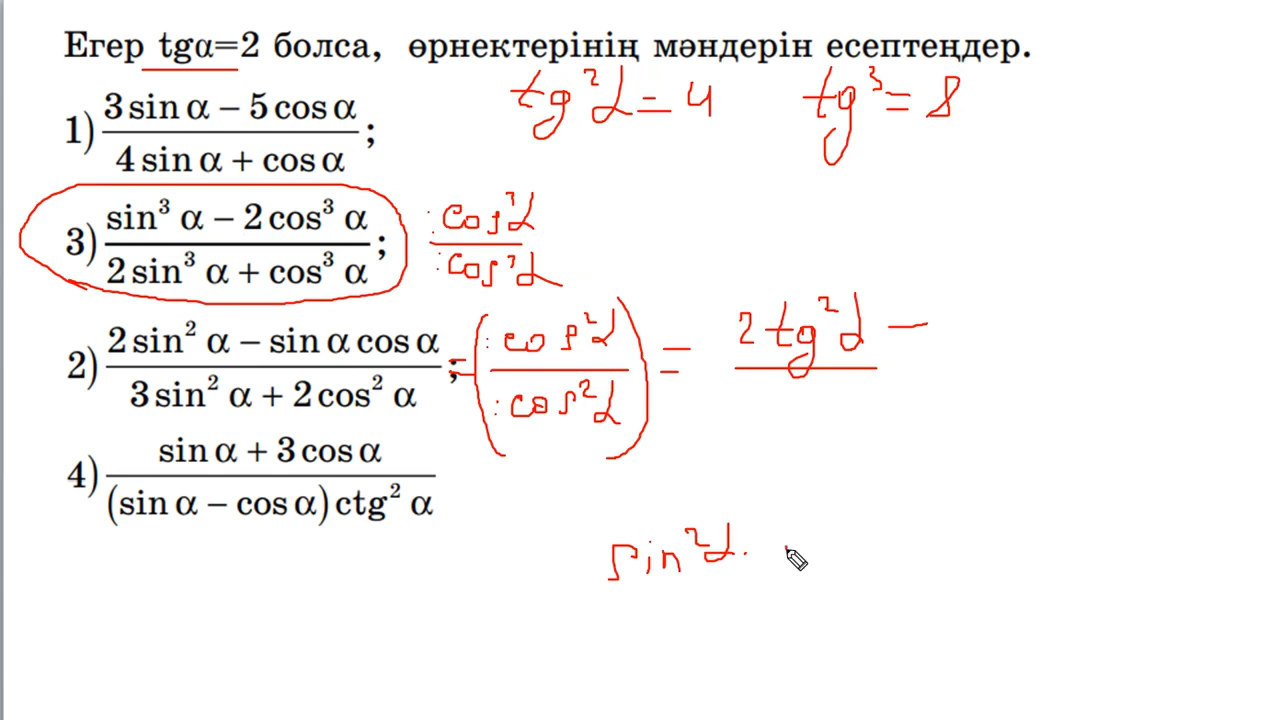 Егер tgα=2 болса, өрнектерінің мәндерін есептеңдер.
tg²α = 4 tg³ = 8
1) (3 sin α − 5 cos α)/(4 sin α + cos α);
3) (sin³ α − 2 cos³ α)/(2 sin³ α + cos³ α); (: cos³α)/(: cos³α)
2) (2 sin² α − sin α cos α)/(3 sin² α + 2 cos² α); = ((: cos²α)/(: cos²α)) = 2 tg²α −
4) (sin α + 3 cos α)/((sin α − cos α) ctg² α)
sin²α.